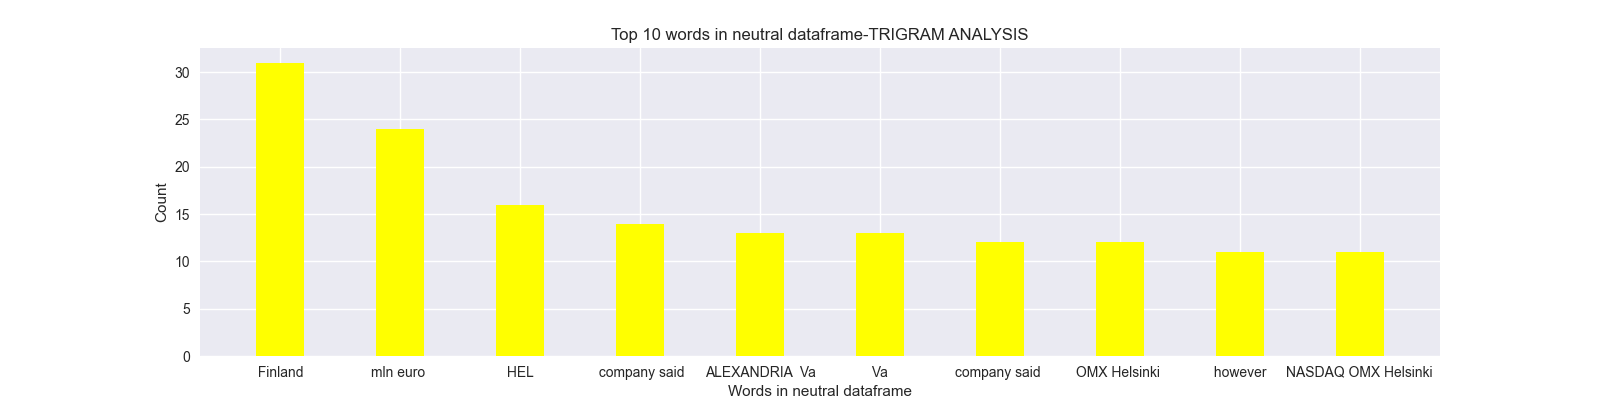 Top 10 words in neutral dataframe-TRIGRAM ANALYSIS
Count
30
25
20
15
10
5
0
Finland mln euro HEL company said ALEXANDRIA  Va Va company said OMX Helsinki however NASDAQ OMX Helsinki
Words in neutral dataframe